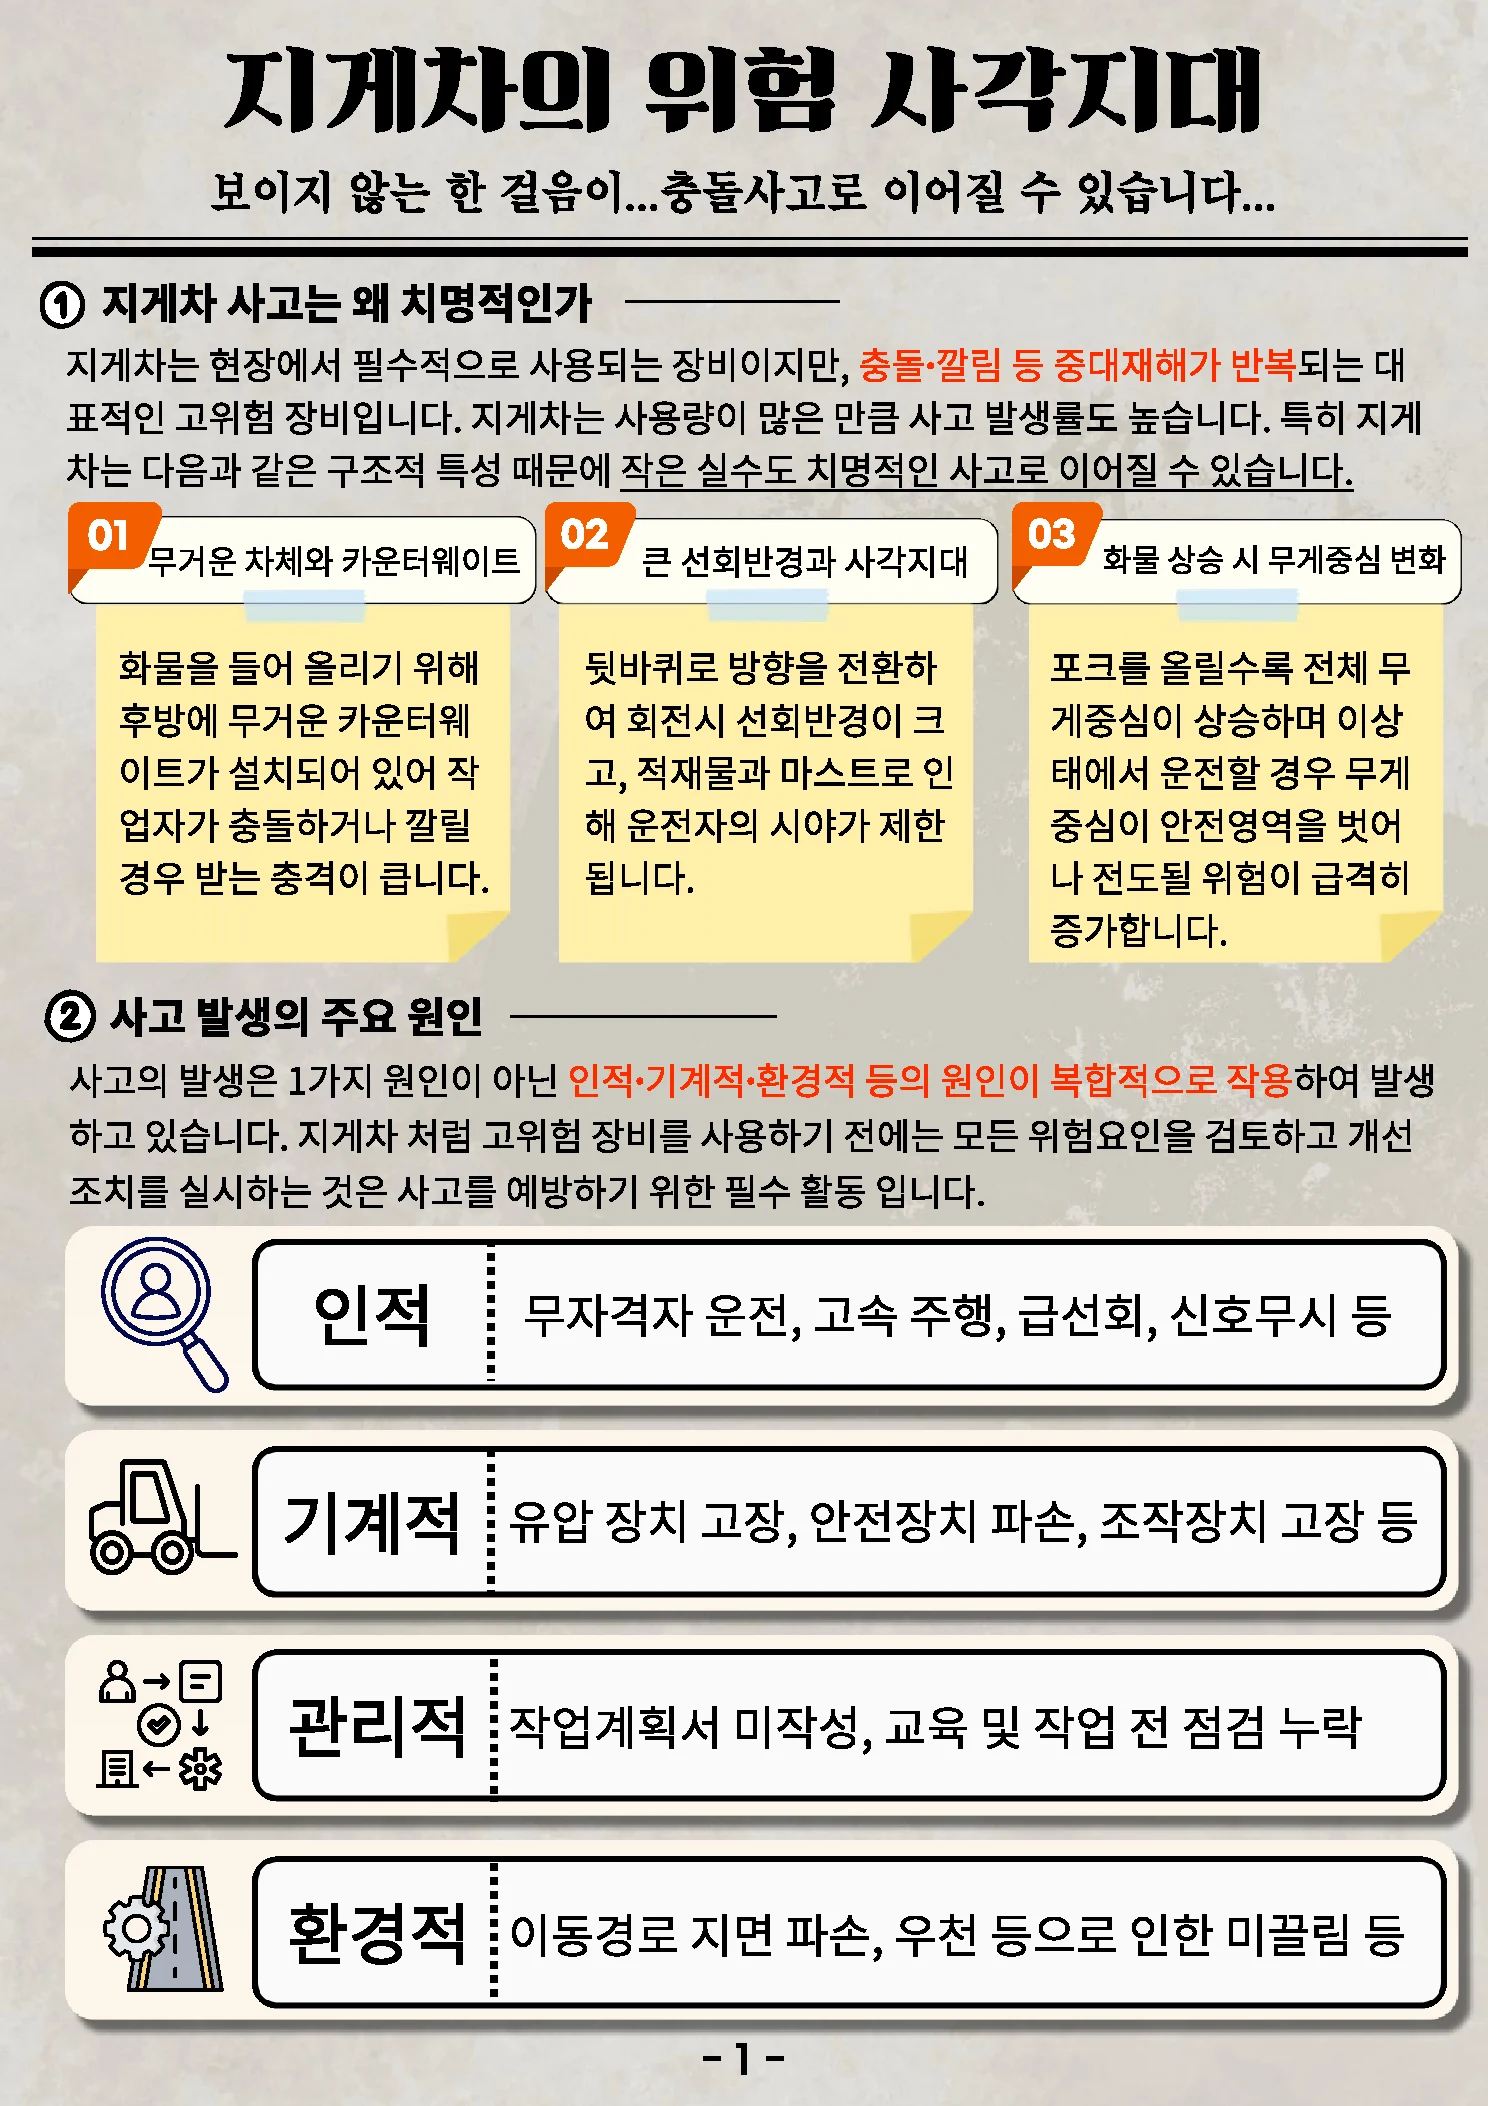 지게차의 위험 사각지대
보이지 않는 한 걸음이...충돌사고로 이어질 수 있습니다...
① 지게차 사고는 왜 치명적인가
지게차는 현장에서 필수적으로 사용되는 장비이지만, 충돌·깔림 등 중대재해가 반복되는 대
표적인 고위험 장비입니다. 지게차는 사용량이 많은 만큼 사고 발생률도 높습니다. 특히 지게
차는 다음과 같은 구조적 특성 때문에 작은 실수도 치명적인 사고로 이어질 수 있습니다.
01
무거운 차체와 카운터웨이트
화물을 들어 올리기 위해
후방에 무거운 카운터웨
이트가 설치되어 있어 작
업자가 충돌하거나 깔릴
경우 받는 충격이 큽니다.
02
큰 선회반경과 사각지대
뒷바퀴로 방향을 전환하
여 회전시 선회반경이 크
고, 적재물과 마스트로 인
해 운전자의 시야가 제한
됩니다.
03
화물 상승 시 무게중심 변화
포크를 올릴수록 전체 무
게중심이 상승하며 이상
태에서 운전할 경우 무게
중심이 안전영역을 벗어
나 전도될 위험이 급격히
증가합니다.
② 사고 발생의 주요 원인
사고의 발생은 1가지 원인이 아닌 인적·기계적·환경적 등의 원인이 복합적으로 작용하여 발생
하고 있습니다. 지게차 처럼 고위험 장비를 사용하기 전에는 모든 위험요인을 검토하고 개선
조치를 실시하는 것은 사고를 예방하기 위한 필수 활동 입니다.
인적
무자격자 운전, 고속 주행, 급선회, 신호무시 등
기계적
유압 장치 고장, 안전장치 파손, 조작장치 고장 등
관리적
작업계획서 미작성, 교육 및 작업 전 점검 누락
환경적
이동경로 지면 파손, 우천 등으로 인한 미끌림 등
- 1 -